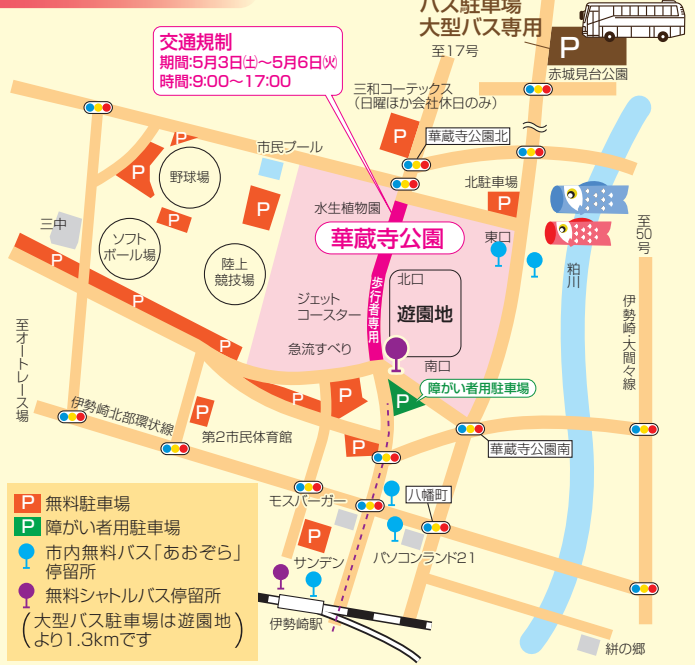 バス駐車場
大型バス専用
P
赤城見台公園
至17号
交通規制
期間:5月3日(土)〜5月6日(火)
時間:9:00〜17:00
三和コーテックス
(日曜ほか会社休日のみ)
P
華蔵寺公園北
市民プール
P
P
野球場
P
P
水生植物園
北駐車場
P
三中
ソフト
ボール場
陸上
競技場
華蔵寺公園
東口
至50号
粕川
P
P
ジェット
コースター
歩行者専用
北口
遊園地
伊勢崎・大間々線
急流すべり
南口
至オートレース場
伊勢崎北部環状線
P
P
P
P
障がい者用駐車場
P
第2市民体育館
P
華蔵寺公園南
モスバーガー
八幡町
P
サンデン
パソコンランド21
伊勢崎駅
絣の郷
P 無料駐車場
P 障がい者用駐車場
市内無料バス「あおぞら」
停留所
無料シャトルバス停留所
(大型バス駐車場は遊園地
より1.3kmです)